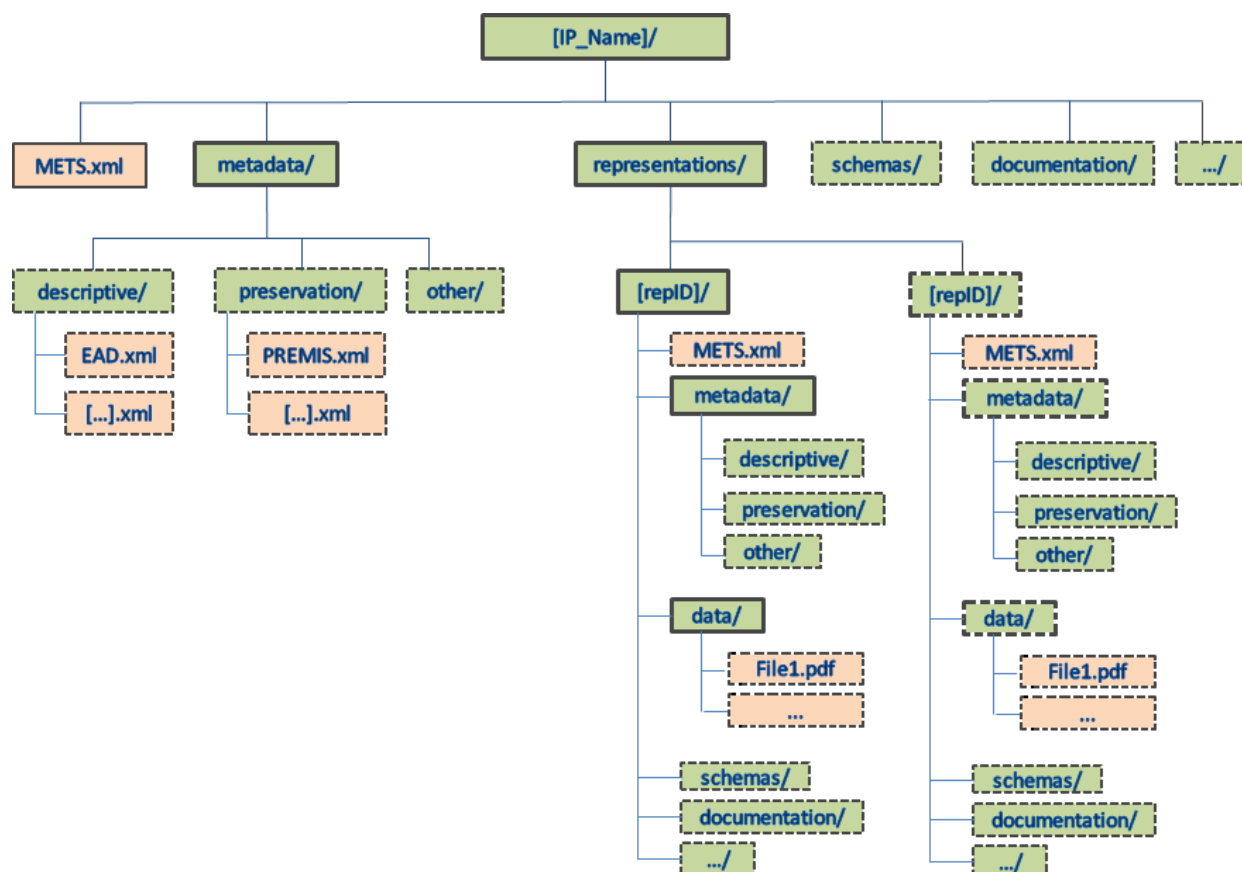 [IP_Name]/
METS.xml
metadata/
representations/
schemas/
documentation/
.../
descriptive/
preservation/
other/
EAD.xml
PREMIS.xml
[...].xml
[...].xml
[repID]/
METS.xml
metadata/
descriptive/
preservation/
other/
data/
File1.pdf
...
schemas/
documentation/
.../
[repID]/
METS.xml
metadata/
descriptive/
preservation/
other/
data/
File1.pdf
...
schemas/
documentation/
.../